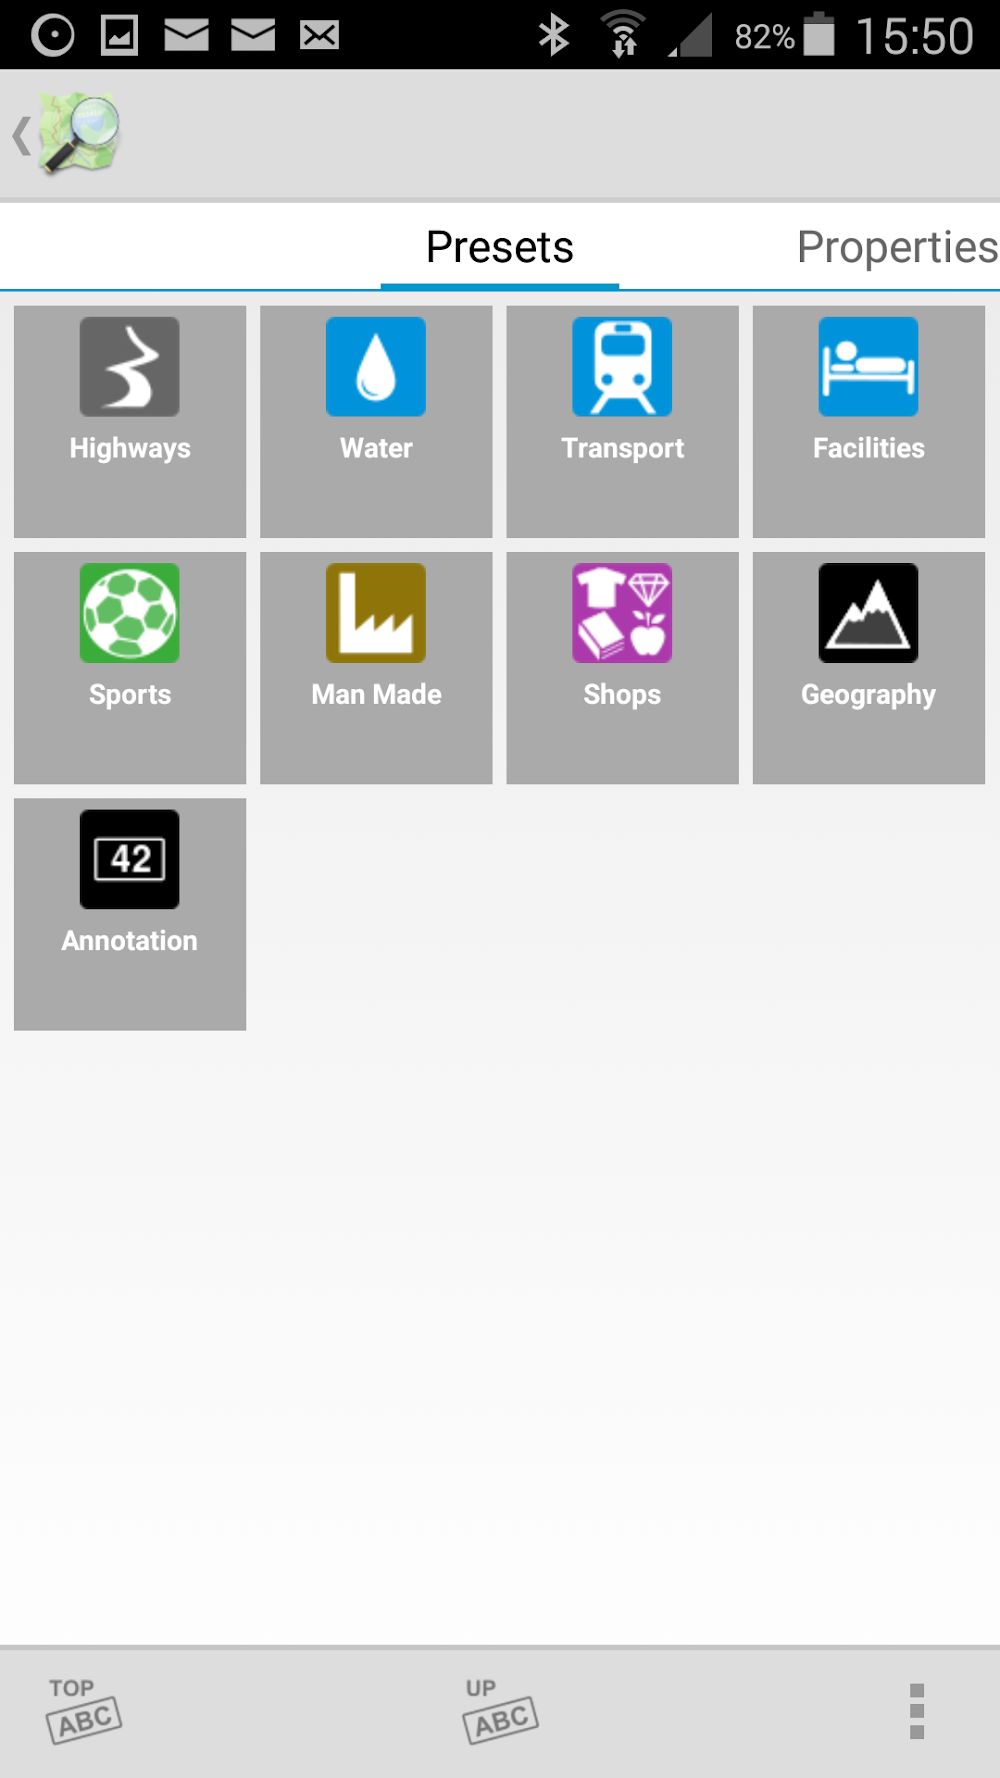 82% 15:50
Presets Properties
Highways Water Transport Facilities
Sports Man Made Shops Geography
42
Annotation
TOP UP
ABC ABC